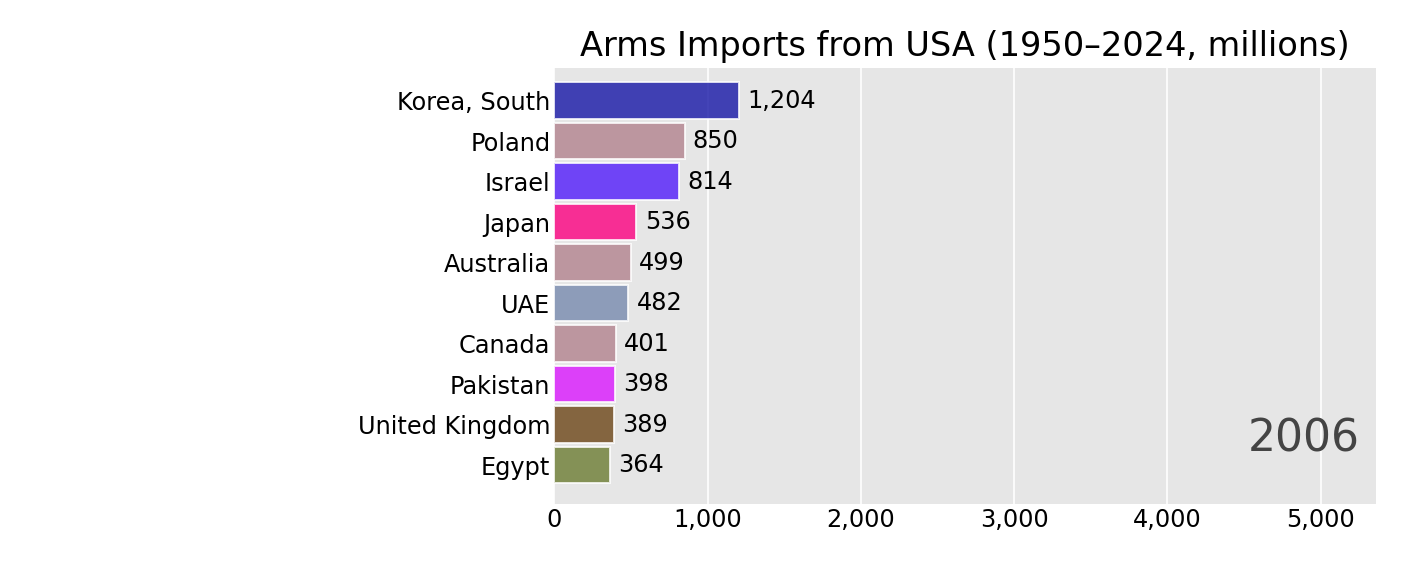 Arms Imports from USA (1950–2024, millions)
Korea, South 1,204
Poland 850
Israel 814
Japan 536
Australia 499
UAE 482
Canada 401
Pakistan 398
United Kingdom 389
Egypt 364
2006
0 1,000 2,000 3,000 4,000 5,000